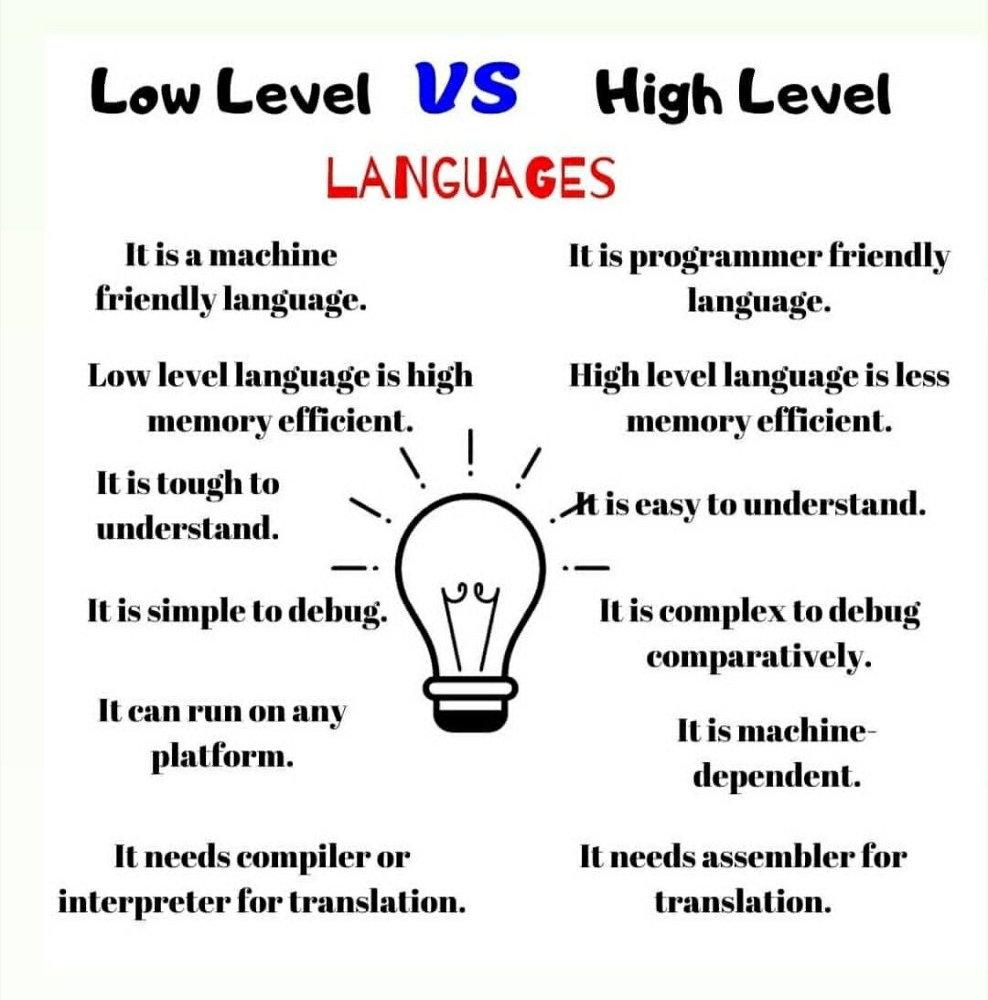 Low Level VS High Level
LANGUAGES
It is a machine
friendly language.
It is programmer friendly
language.
Low level language is high
memory efficient.
High level language is less
memory efficient.
It is tough to
understand.
It is easy to understand.
It is simple to debug.
It is complex to debug
comparatively.
It can run on any
platform.
It is machine-
dependent.
It needs compiler or
interpreter for translation.
It needs assembler for
translation.